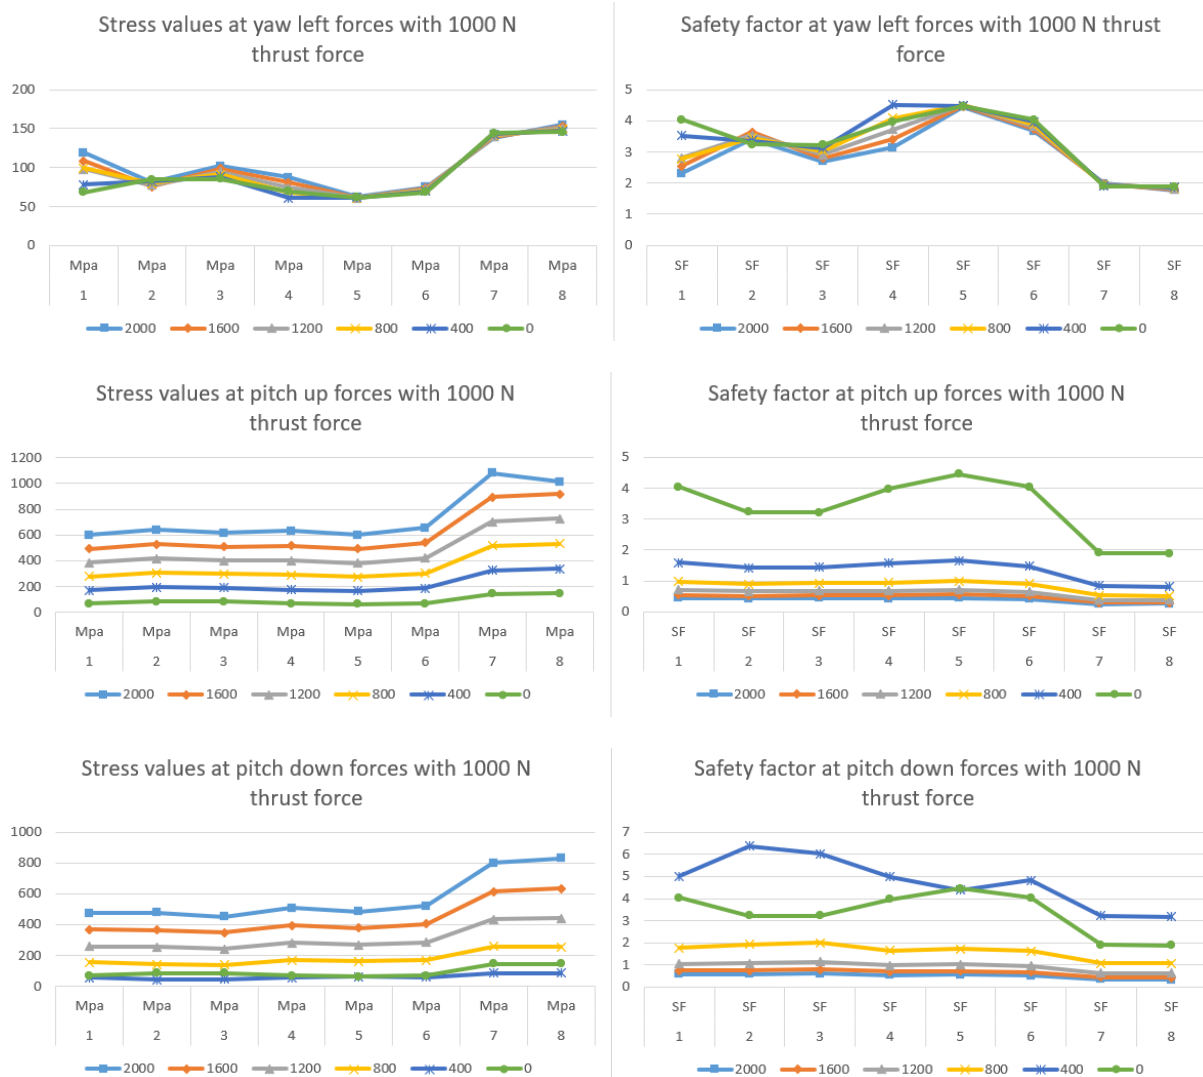 Stress values at yaw left forces with 1000 N
thrust force
200
150
100
50
0
Mpa Mpa Mpa Mpa Mpa Mpa Mpa Mpa
1 2 3 4 5 6 7 8
2000 1600 1200 800 400 0
Safety factor at yaw left forces with 1000 N thrust
force
5
4
3
2
1
0
SF SF SF SF SF SF SF SF
1 2 3 4 5 6 7 8
2000 1600 1200 800 400 0
Stress values at pitch up forces with 1000 N
thrust force
1200
1000
800
600
400
200
0
Mpa Mpa Mpa Mpa Mpa Mpa Mpa Mpa
1 2 3 4 5 6 7 8
2000 1600 1200 800 400 0
Safety factor at pitch up forces with 1000 N
thrust force
5
4
3
2
1
0
SF SF SF SF SF SF SF SF
1 2 3 4 5 6 7 8
2000 1600 1200 800 400 0
Stress values at pitch down forces with 1000 N
thrust force
1000
800
600
400
200
0
Mpa Mpa Mpa Mpa Mpa Mpa Mpa Mpa
1 2 3 4 5 6 7 8
2000 1600 1200 800 400 0
Safety factor at pitch down forces with 1000 N
thrust force
7
6
5
4
3
2
1
0
SF SF SF SF SF SF SF SF
1 2 3 4 5 6 7 8
2000 1600 1200 800 400 0